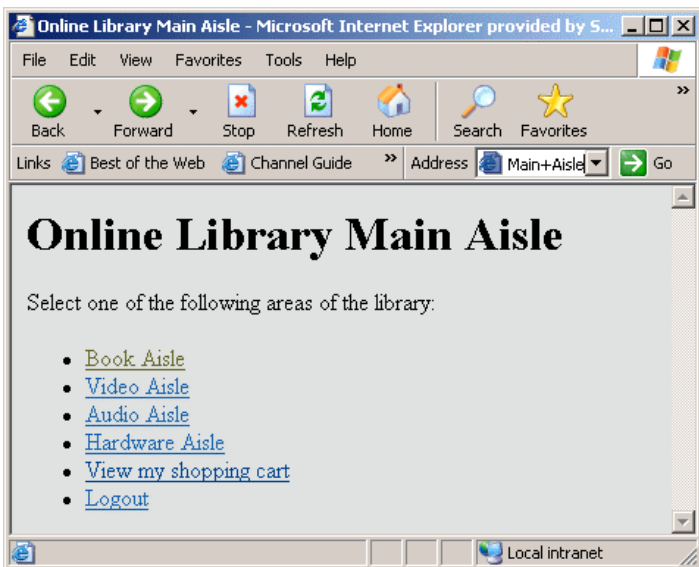 Online Library Main Aisle - Microsoft Internet Explorer provided by S...
File Edit View Favorites Tools Help
Back Forward Stop Refresh Home Search Favorites »
Links Best of the Web Channel Guide » Address Main+Aisle Go
Online Library Main Aisle
Select one of the following areas of the library:
• Book Aisle
• Video Aisle
• Audio Aisle
• Hardware Aisle
• View my shopping cart
• Logout
Local intranet